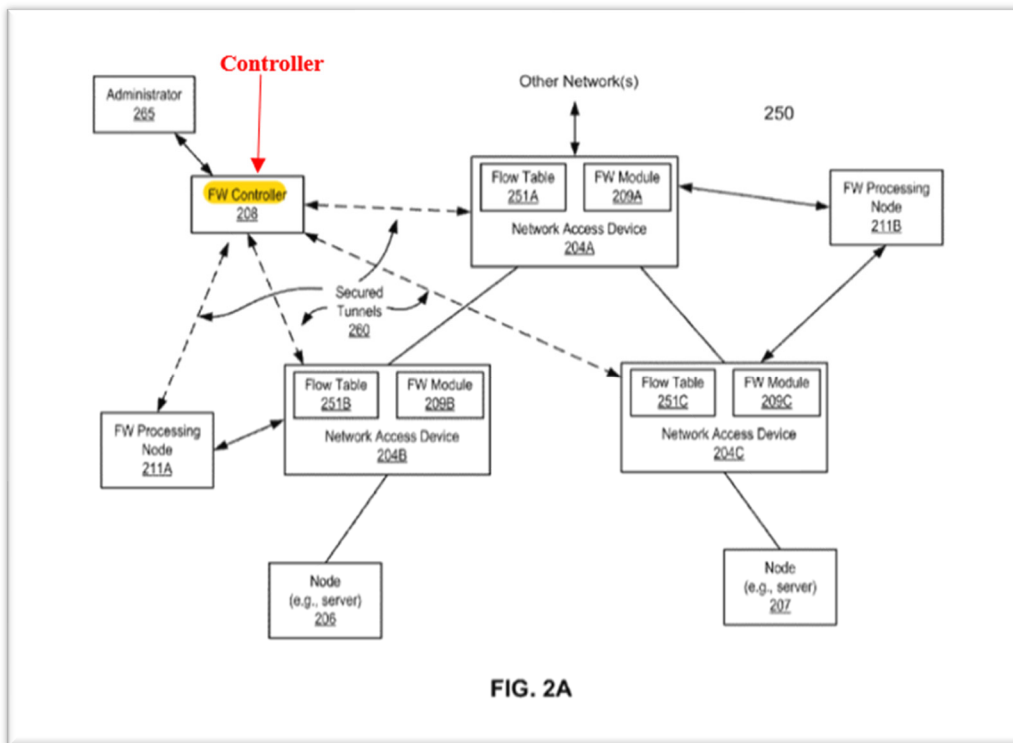 Controller
Administrator
265
Other Network(s)
250
FW Controller
208
Flow Table
251A
FW Module
209A
Network Access Device
204A
FW Processing
Node
211B
Secured
Tunnels
260
Flow Table
251B
FW Module
209B
Network Access Device
204B
Flow Table
251C
FW Module
209C
Network Access Device
204C
FW Processing
Node
211A
Node
(e.g., server)
206
Node
(e.g., server)
207
FIG. 2A